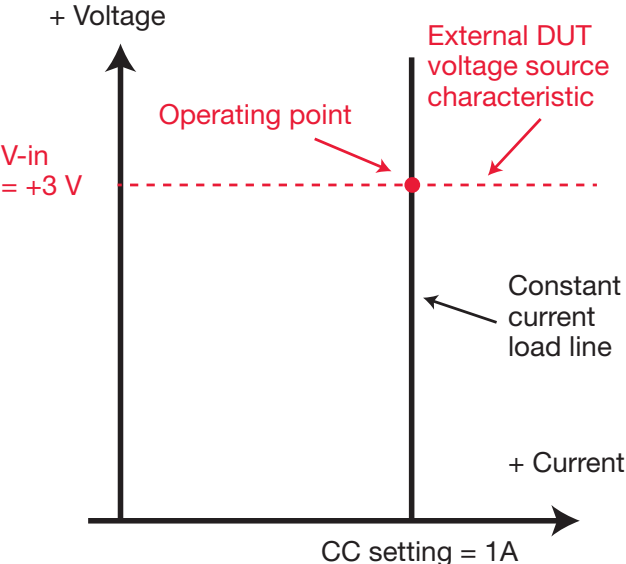 + Voltage
External DUT
voltage source
characteristic
Operating point
V-in
= +3 V
Constant
current
load line
+ Current
CC setting = 1A